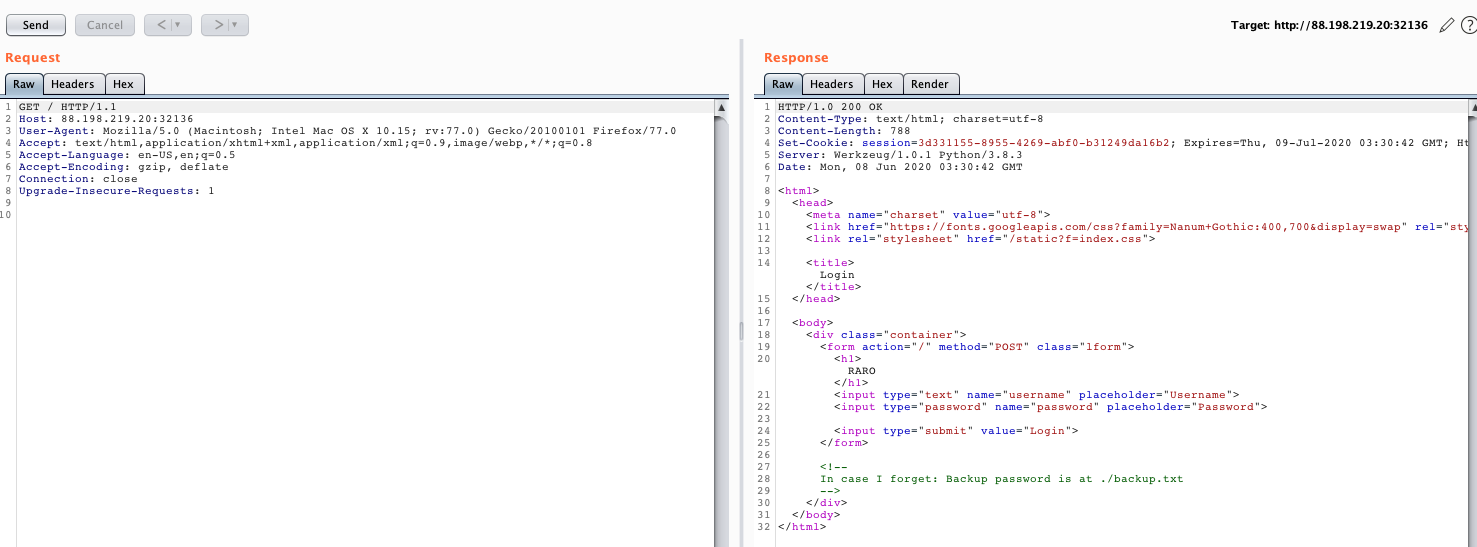 Send Cancel < > Target: http://88.198.219.20:32136 ?
Request
Raw Headers Hex
1 GET / HTTP/1.1
2 Host: 88.198.219.20:32136
3 User-Agent: Mozilla/5.0 (Macintosh; Intel Mac OS X 10.15; rv:77.0) Gecko/20100101 Firefox/77.0
4 Accept: text/html,application/xhtml+xml,application/xml;q=0.9,image/webp,*/*;q=0.8
5 Accept-Language: en-US,en;q=0.5
6 Accept-Encoding: gzip, deflate
7 Connection: close
8 Upgrade-Insecure-Requests: 1
9
10
Response
Raw Headers Hex Render
1 HTTP/1.0 200 OK
2 Content-Type: text/html; charset=utf-8
3 Content-Length: 788
4 Set-Cookie: session=3d331155-8955-4269-abf0-b31249da16b2; Expires=Thu, 09-Jul-2020 03:30:42 GMT; Ht
5 Server: Werkzeug/1.0.1 Python/3.8.3
6 Date: Mon, 08 Jun 2020 03:30:42 GMT
7
8 <html>
9 <head>
10 <meta name="charset" value="utf-8">
11 <link href="https://fonts.googleapis.com/css?family=Nanum+Gothic:400,700&display=swap" rel="sty
12 <link rel="stylesheet" href="/static?f=index.css">
13
14 <title>
Login
</title>
15 </head>
16
17 <body>
18 <div class="container">
19 <form action="/" method="POST" class="lform">
20 <h1>
RARO
</h1>
21 <input type="text" name="username" placeholder="Username">
22 <input type="password" name="password" placeholder="Password">
23
24 <input type="submit" value="Login">
25 </form>
26
27 <!--
28 In case I forget: Backup password is at ./backup.txt
29 -->
30 </div>
31 </body>
32 </html>